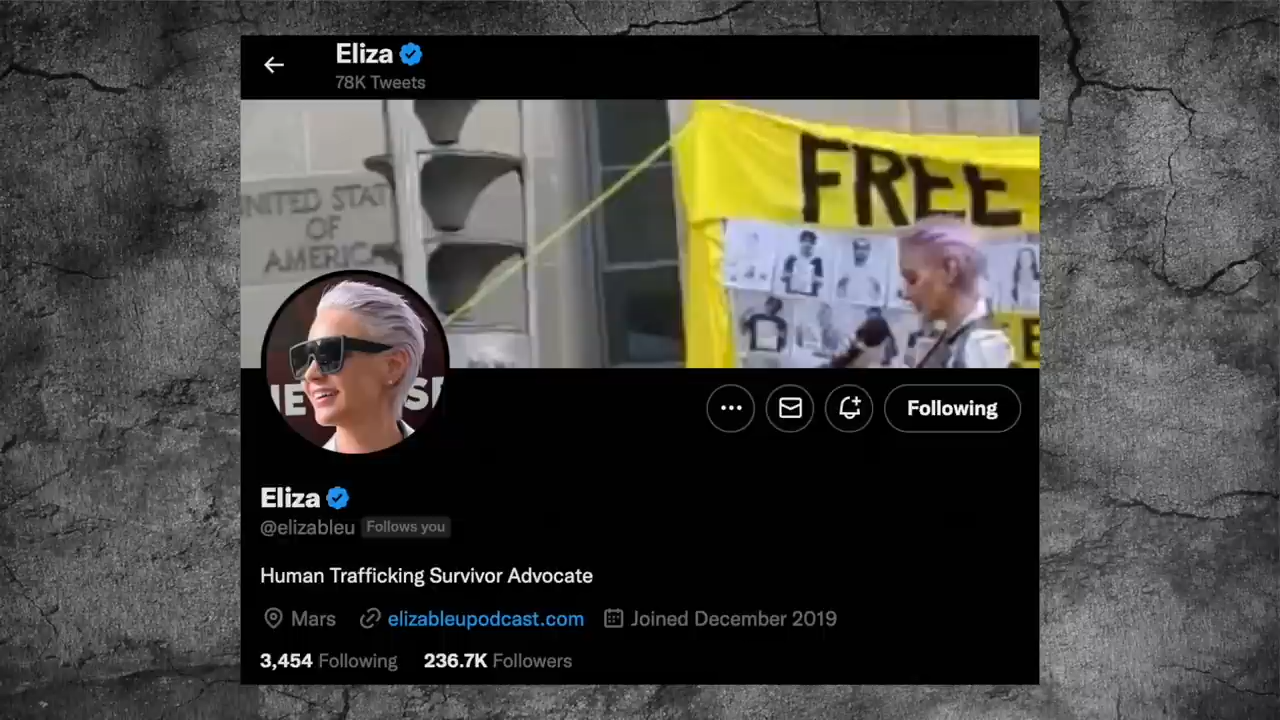 Eliza
78K Tweets
UNITED STAT
OF
AMERICA
FREE
Following
Eliza
@elizableu Follows you
Human Trafficking Survivor Advocate
Mars elizableupodcast.com Joined December 2019
3,454 Following 236.7K Followers